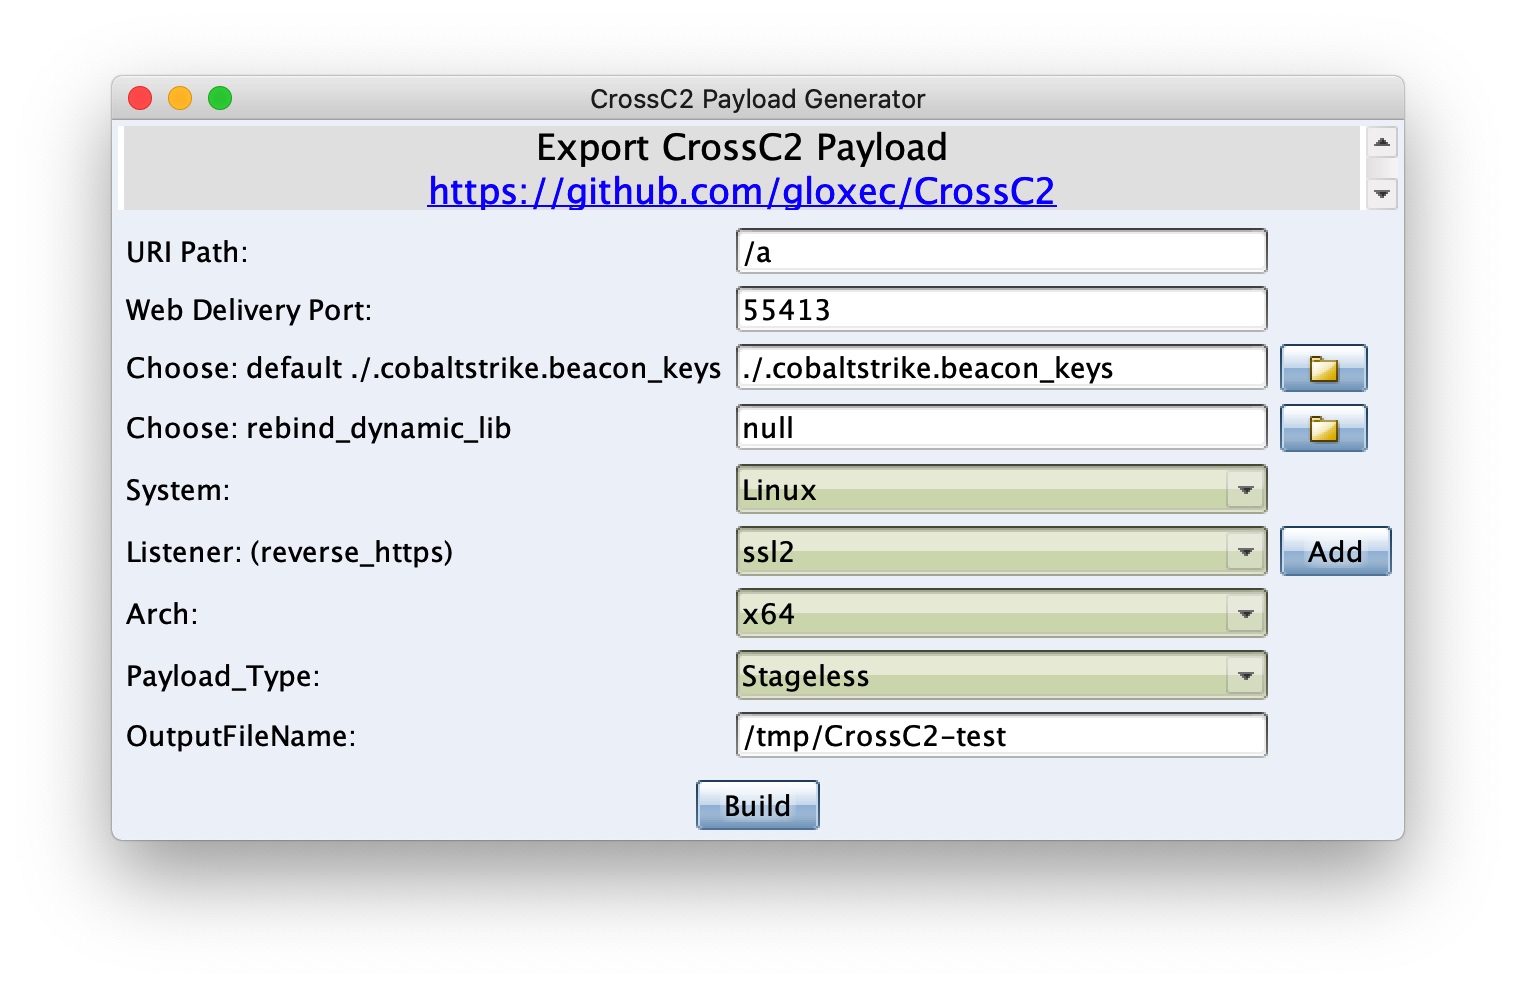 CrossC2 Payload Generator
Export CrossC2 Payload
https://github.com/gloxec/CrossC2
URI Path: /a
Web Delivery Port: 55413
Choose: default ./.cobaltstrike.beacon_keys ./.cobaltstrike.beacon_keys
Choose: rebind_dynamic_lib null
System: Linux
Listener: (reverse_https) ssl2 Add
Arch: x64
Payload_Type: Stageless
OutputFileName: /tmp/CrossC2-test
Build